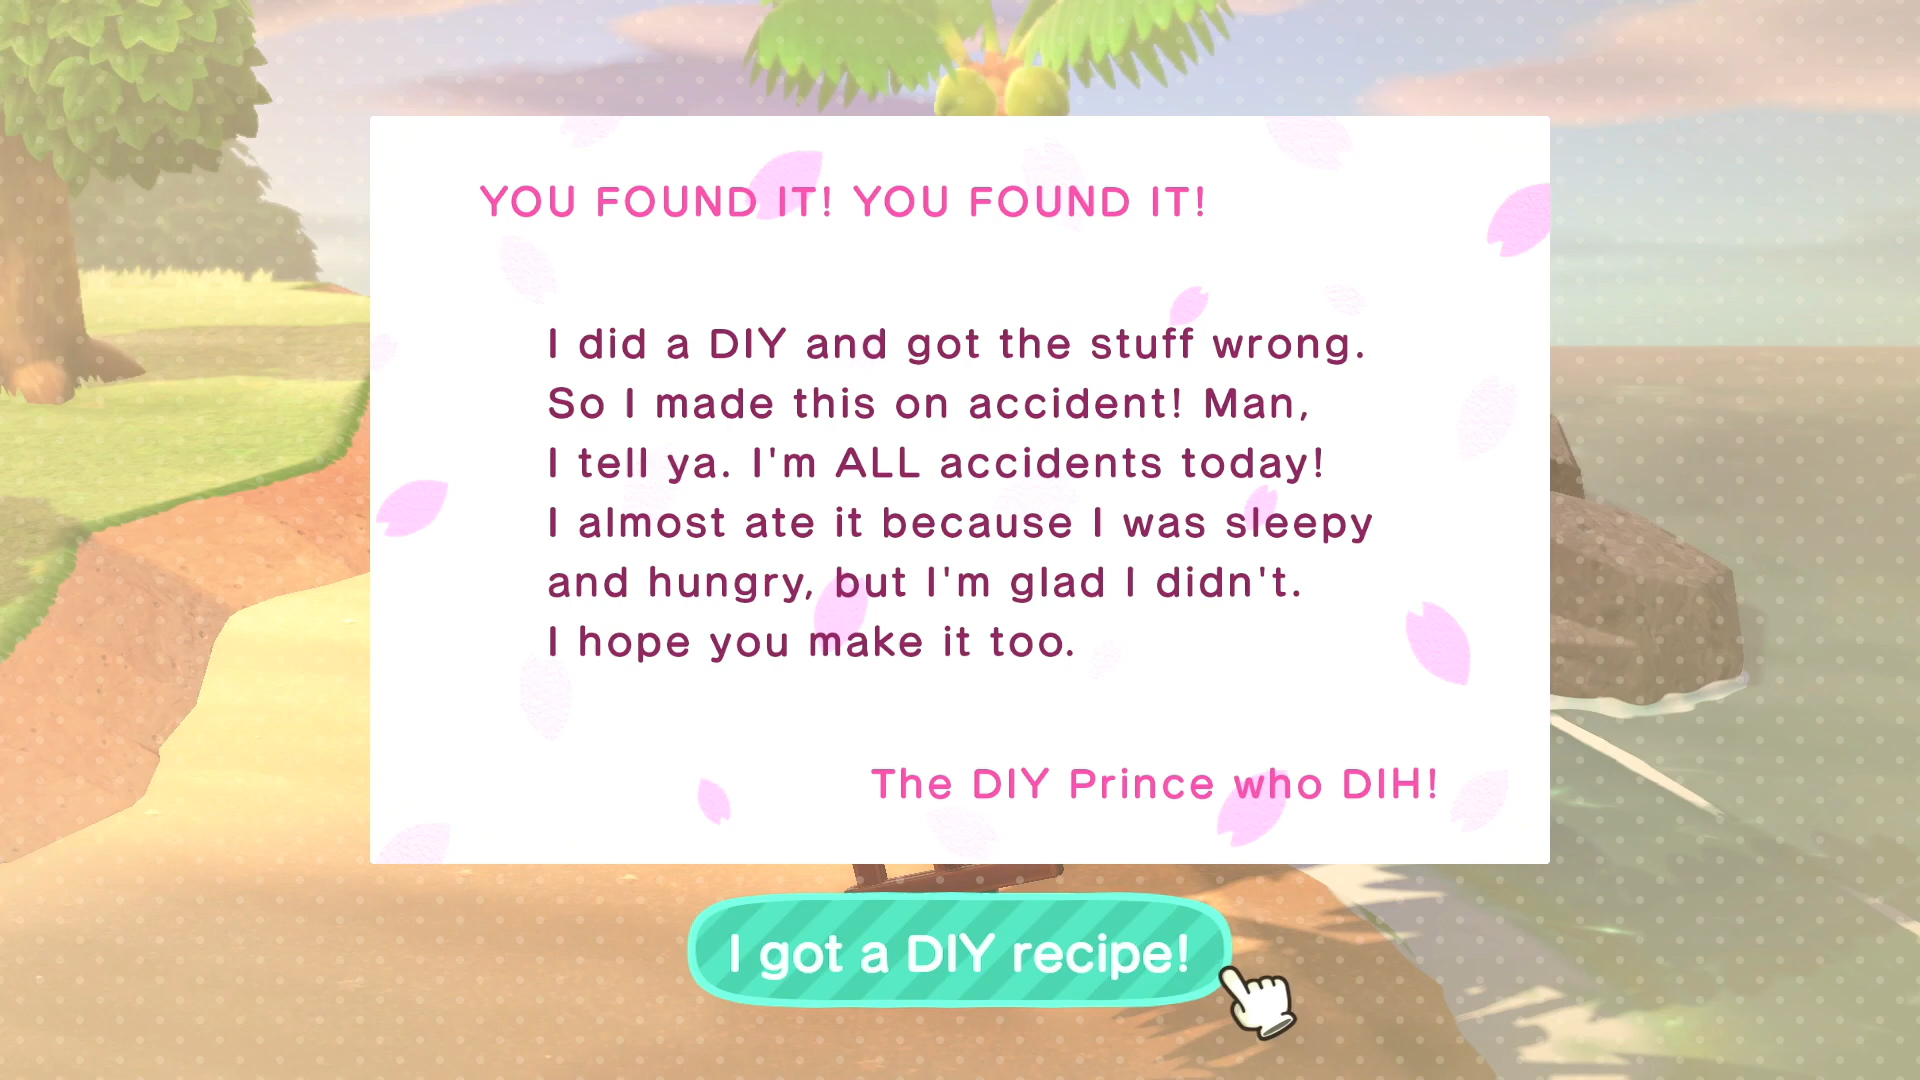 YOU FOUND IT! YOU FOUND IT!
I did a DIY and got the stuff wrong.
So I made this on accident! Man,
I tell ya. I'm ALL accidents today!
I almost ate it because I was sleepy
and hungry, but I'm glad I didn't.
I hope you make it too.
The DIY Prince who DIH!
I got a DIY recipe!